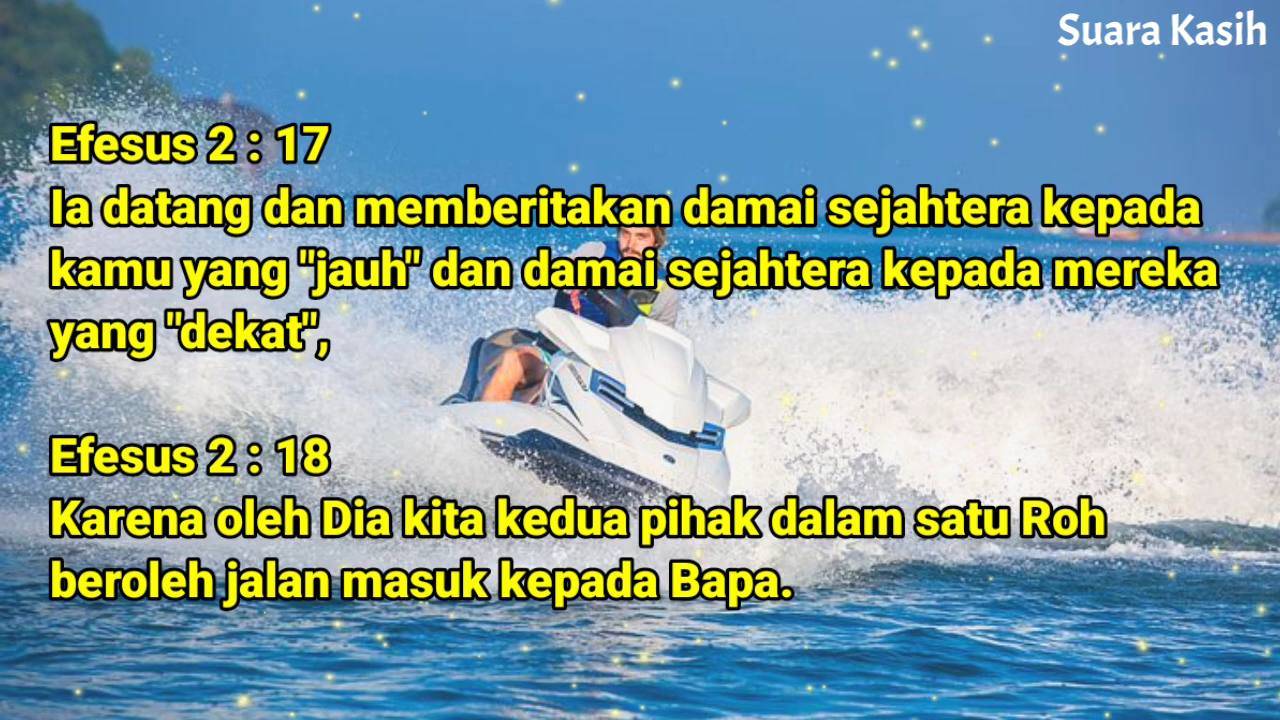 Suara Kasih
Efesus 2 : 17
Ia datang dan memberitakan damai sejahtera kepada
kamu yang "jauh" dan damai sejahtera kepada mereka
yang "dekat",
Efesus 2 : 18
Karena oleh Dia kita kedua pihak dalam satu Roh
beroleh jalan masuk kepada Bapa.